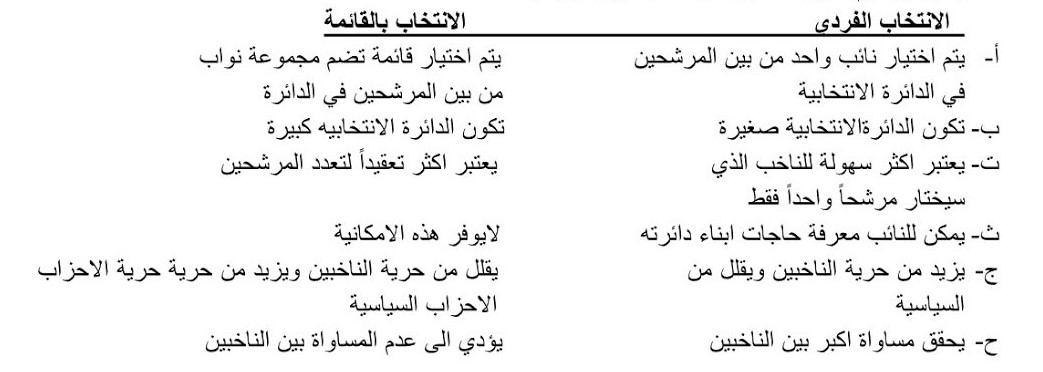 الانتخاب الفردي الانتخاب بالقائمة
أ- يتم اختيار نائب واحد من بين المرشحين يتم اختيار قائمة تضم مجموعة نواب
في الدائرة الانتخابية من بين المرشحين في الدائرة
ب- تكون الدائرةالانتخابية صغيرة تكون الدائرة الانتخابيه كبيرة
ت- يعتبر اكثر سهولة للناخب الذي يعتبر اكثر تعقيداً لتعدد المرشحين
سيختار مرشحاً واحداً فقط
ث- يمكن للنائب معرفة حاجات ابناء دائرته لايوفر هذه الامكانية
ج- يزيد من حرية الناخبين ويقلل من يقلل من حرية الناخبين ويزيد من حرية حرية الاحزاب
السياسية الاحزاب السياسية
ح- يحقق مساواة اكبر بين الناخبين يؤدي الى عدم المساواة بين الناخبين